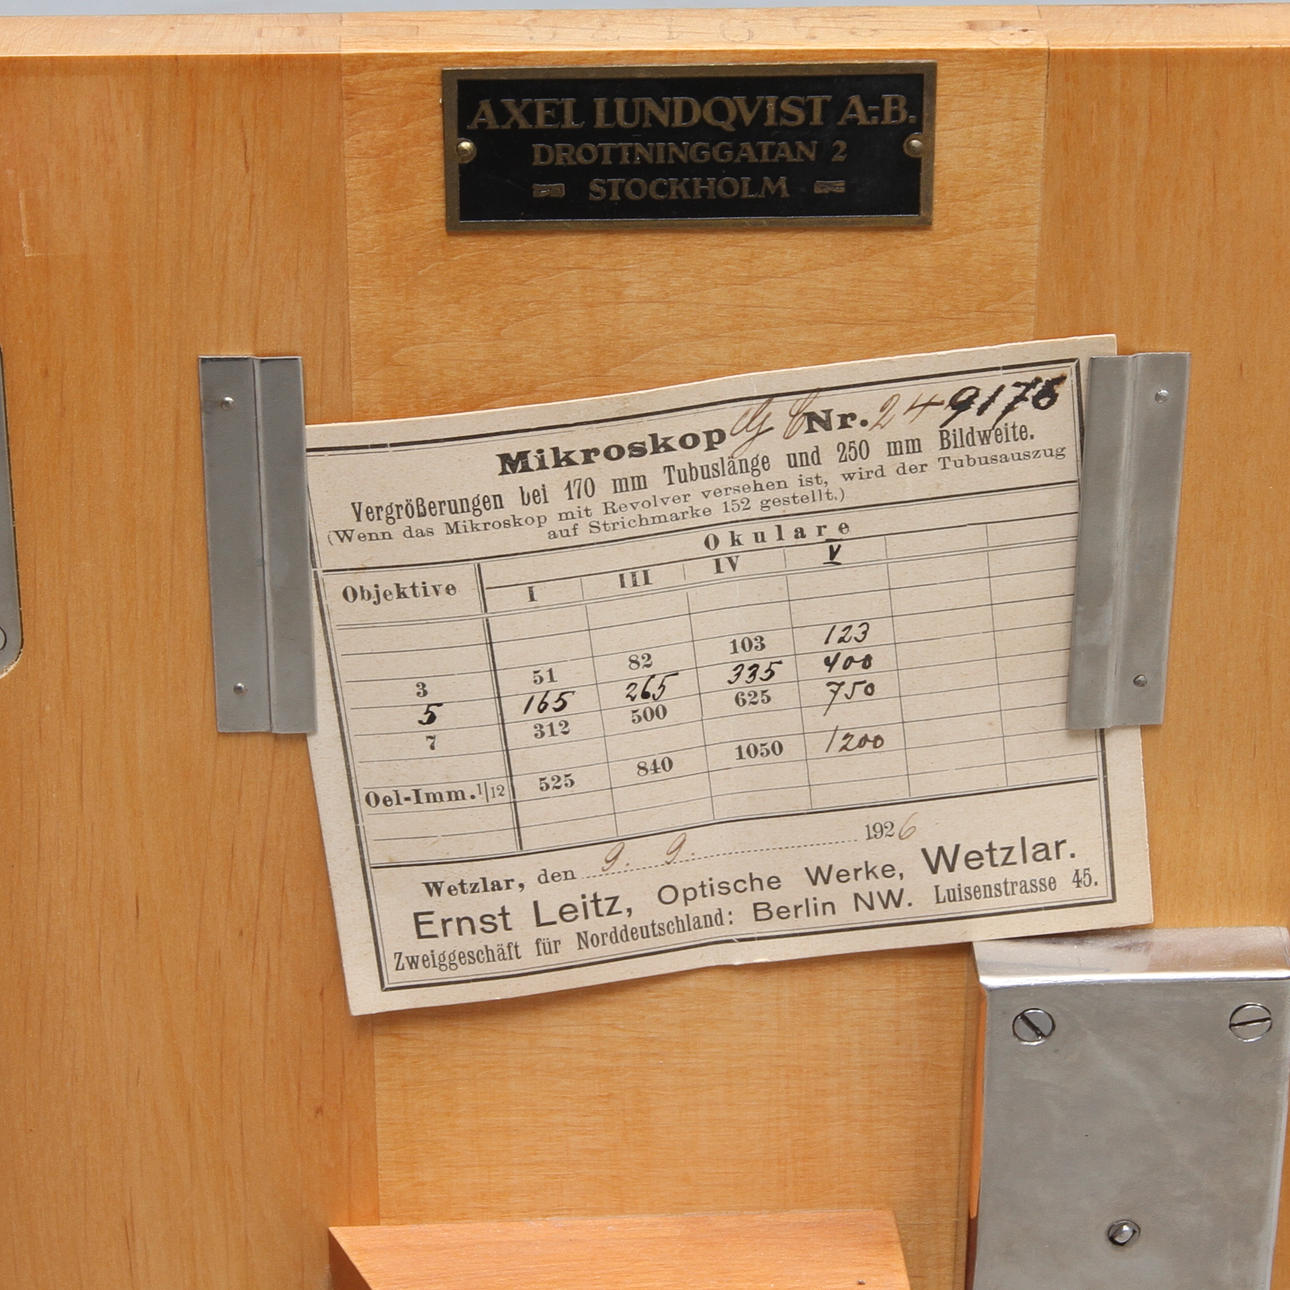 AXEL LUNDQVIST A.-B.
DROTTNINGGATAN 2
STOCKHOLM
Mikroskop Nr. 249176
Vergrößerungen bei 170 mm Tubuslänge und 250 mm Bildweite.
(Wenn das Mikroskop mit Revolver versehen ist, wird der Tubusauszug
auf Strichmarke 152 gestellt.)
Objektive Okulare
I III IV V
3 51 82 103 123
5 165 265 335 400
7 312 500 625 750
Oel-Imm. 1/12 525 840 1050 1200
Wetzlar, den 9. 9. 1926
Ernst Leitz, Optische Werke, Wetzlar.
Zweiggeschäft für Norddeutschland: Berlin NW. Luisenstrasse 45.